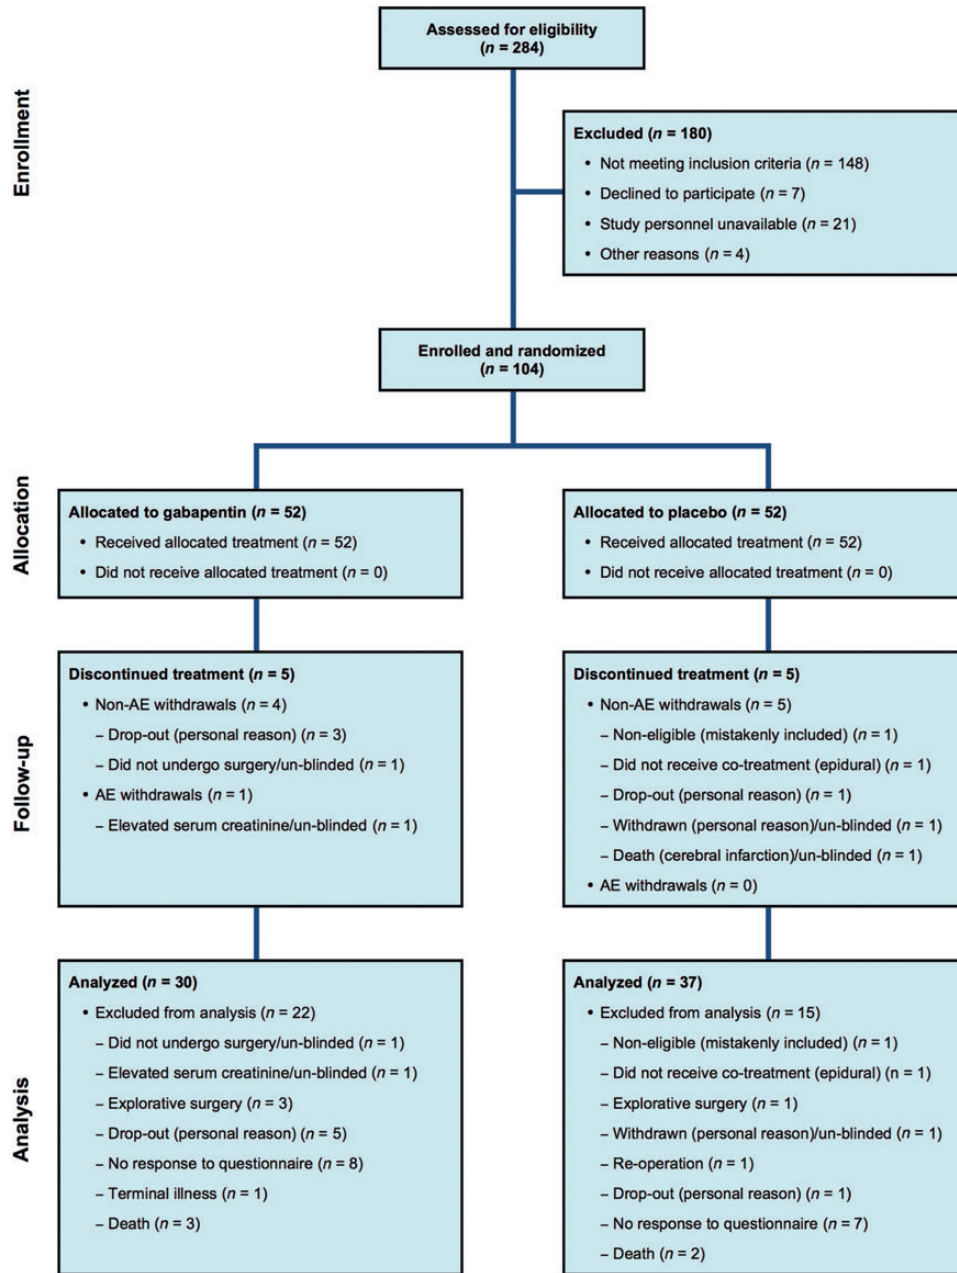 Enrollment
Assessed for eligibility
(n = 284)
Excluded (n = 180)
• Not meeting inclusion criteria (n = 148)
• Declined to participate (n = 7)
• Study personnel unavailable (n = 21)
• Other reasons (n = 4)
Enrolled and randomized
(n = 104)
Allocation
Allocated to gabapentin (n = 52)
• Received allocated treatment (n = 52)
• Did not receive allocated treatment (n = 0)
Allocated to placebo (n = 52)
• Received allocated treatment (n = 52)
• Did not receive allocated treatment (n = 0)
Follow-up
Discontinued treatment (n = 5)
• Non-AE withdrawals (n = 4)
– Drop-out (personal reason) (n = 3)
– Did not undergo surgery/un-blinded (n = 1)
• AE withdrawals (n = 1)
– Elevated serum creatinine/un-blinded (n = 1)
Discontinued treatment (n = 5)
• Non-AE withdrawals (n = 5)
– Non-eligible (mistakenly included) (n = 1)
– Did not receive co-treatment (epidural) (n = 1)
– Drop-out (personal reason) (n = 1)
– Withdrawn (personal reason)/un-blinded (n = 1)
– Death (cerebral infarction)/un-blinded (n = 1)
• AE withdrawals (n = 0)
Analysis
Analyzed (n = 30)
• Excluded from analysis (n = 22)
– Did not undergo surgery/un-blinded (n = 1)
– Elevated serum creatinine/un-blinded (n = 1)
– Explorative surgery (n = 3)
– Drop-out (personal reason) (n = 5)
– No response to questionnaire (n = 8)
– Terminal illness (n = 1)
– Death (n = 3)
Analyzed (n = 37)
• Excluded from analysis (n = 15)
– Non-eligible (mistakenly included) (n = 1)
– Did not receive co-treatment (epidural) (n = 1)
– Explorative surgery (n = 1)
– Withdrawn (personal reason)/un-blinded (n = 1)
– Re-operation (n = 1)
– Drop-out (personal reason) (n = 1)
– No response to questionnaire (n = 7)
– Death (n = 2)